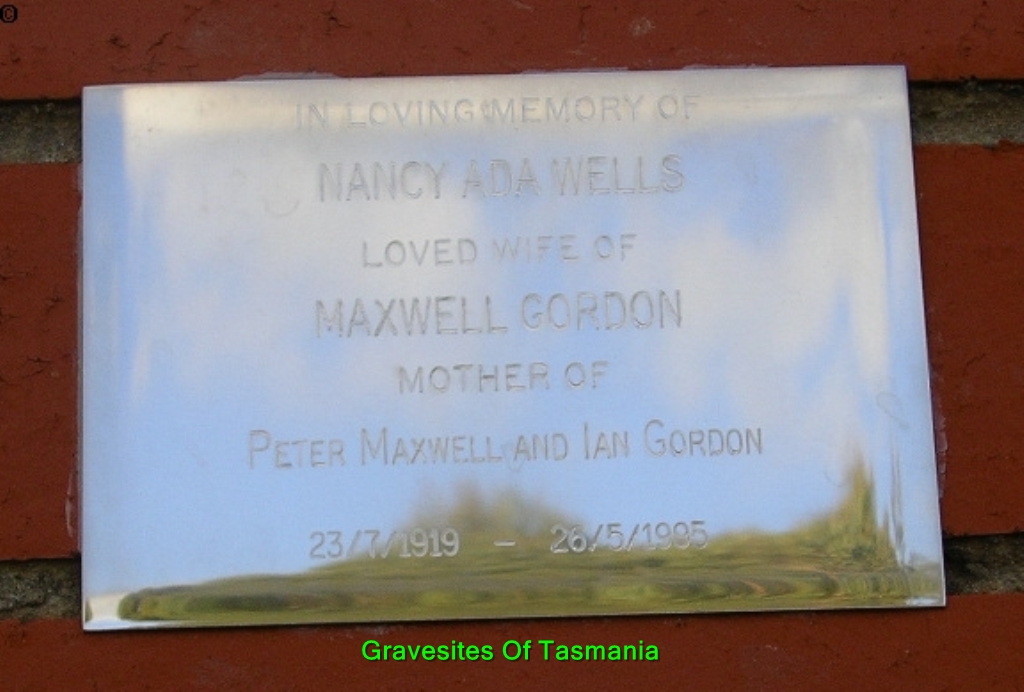 IN LOVING MEMORY OF
NANCY ADA WELLS
LOVED WIFE OF
MAXWELL GORDON
MOTHER OF
PETER MAXWELL AND IAN GORDON
23/7/1919 – 26/5/1985
Gravesites Of Tasmania
©